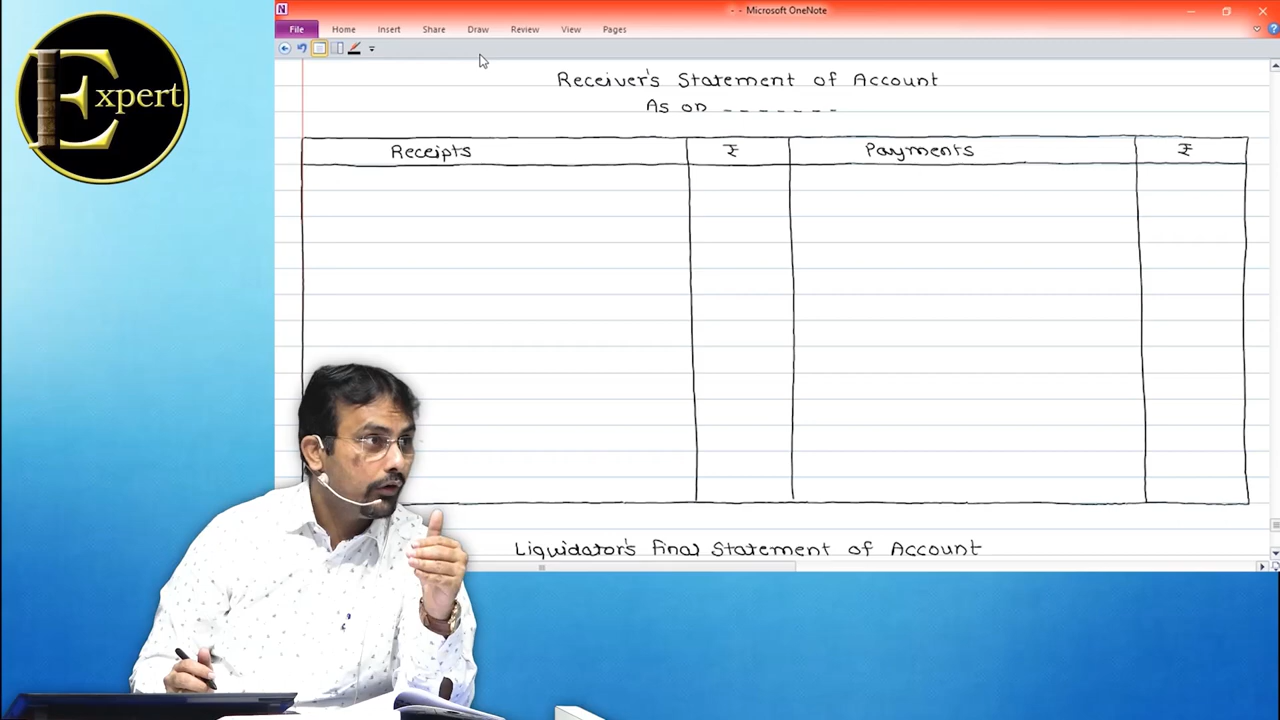 Expert
- - Microsoft OneNote
File Home Insert Share Draw Review View Pages
Receiver's Statement of Account
As on - - - - - - -
Receipts ₹ Payments ₹
Liquidator's Final Statement of Account